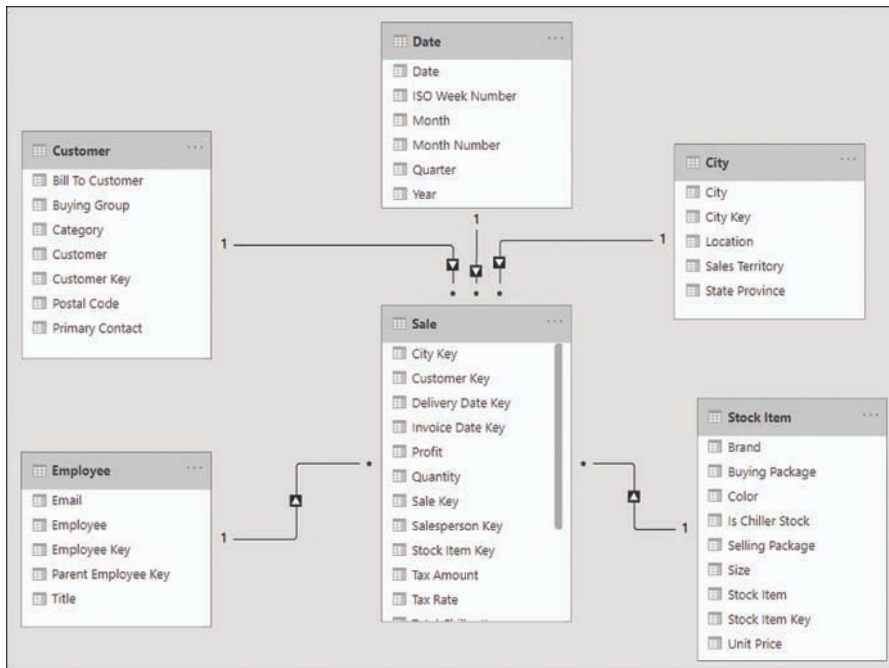 Date
Date
ISO Week Number
Month
Month Number
Quarter
Year
Customer
Bill To Customer
Buying Group
Category
Customer
Customer Key
Postal Code
Primary Contact
City
City
City Key
Location
Sales Territory
State Province
1
1
1
*
*
*
Sale
City Key
Customer Key
Delivery Date Key
Invoice Date Key
Profit
Quantity
Sale Key
Salesperson Key
Stock Item Key
Tax Amount
Tax Rate
Employee
Email
Employee
Employee Key
Parent Employee Key
Title
1
*
*
1
Stock Item
Brand
Buying Package
Color
Is Chiller Stock
Selling Package
Size
Stock Item
Stock Item Key
Unit Price